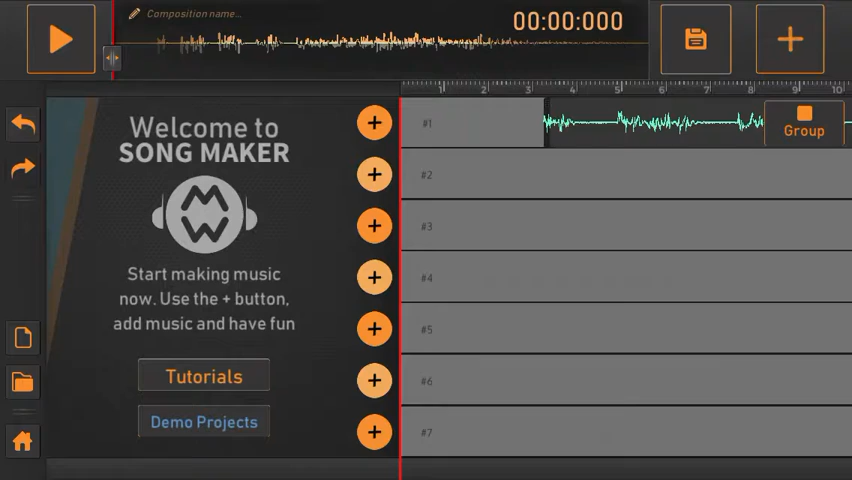 Composition name...
00:00:000
1 2 3 4 5 6 7 8 9 10
Welcome to
SONG MAKER
MW
Start making music
now. Use the + button,
add music and have fun
Tutorials
Demo Projects
#1
Group
#2
#3
#4
#5
#6
#7